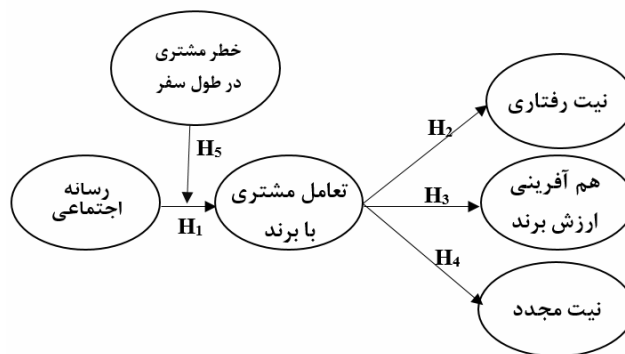 خطر مشتری
در طول سفر
نیت رفتاری
H2
H5
رسانه
اجتماعی
H1
تعامل مشتری
با برند
H3
هم آفرینی
ارزش برند
H4
نیت مجدد